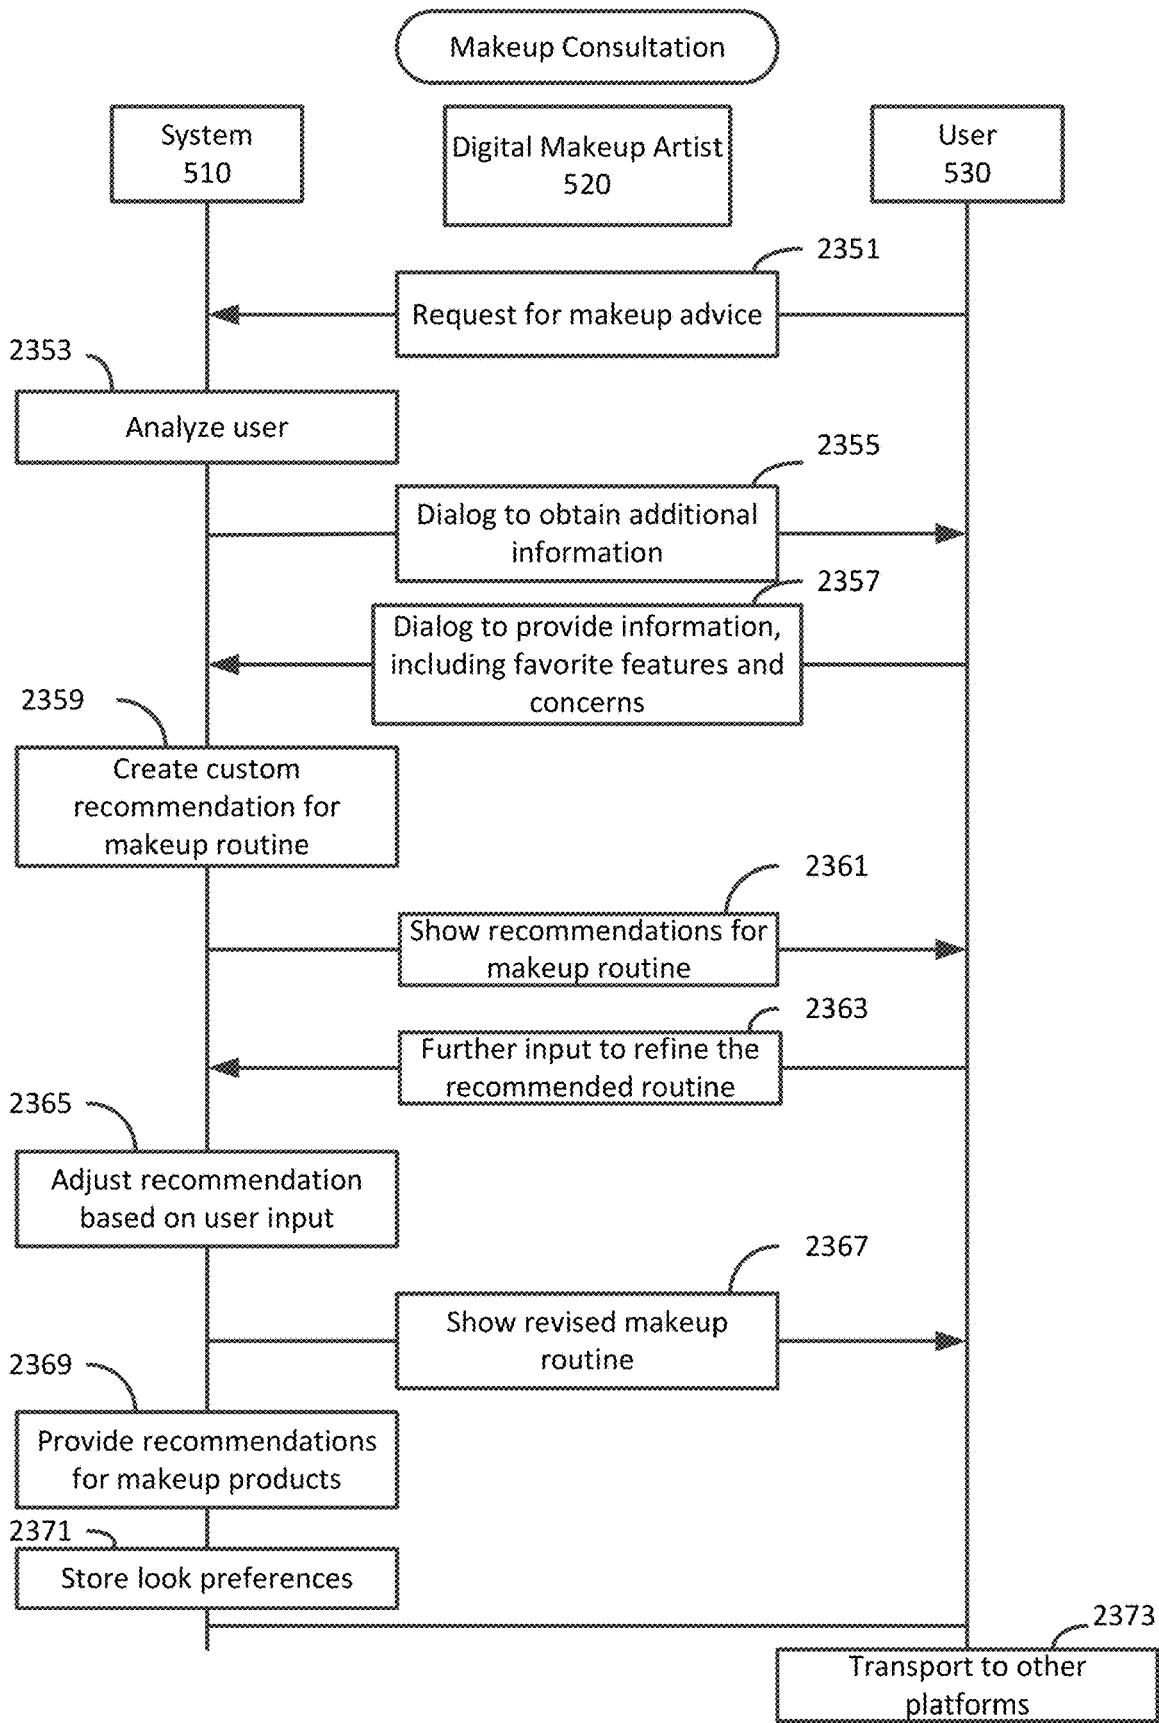 Makeup Consultation
System
510
Digital Makeup Artist
520
User
530
2351
Request for makeup advice
2353
Analyze user
2355
Dialog to obtain additional
information
2357
Dialog to provide information,
including favorite features and
concerns
2359
Create custom
recommendation for
makeup routine
2361
Show recommendations for
makeup routine
2363
Further input to refine the
recommended routine
2365
Adjust recommendation
based on user input
2367
Show revised makeup
routine
2369
Provide recommendations
for makeup products
2371
Store look preferences
2373
Transport to other
platforms